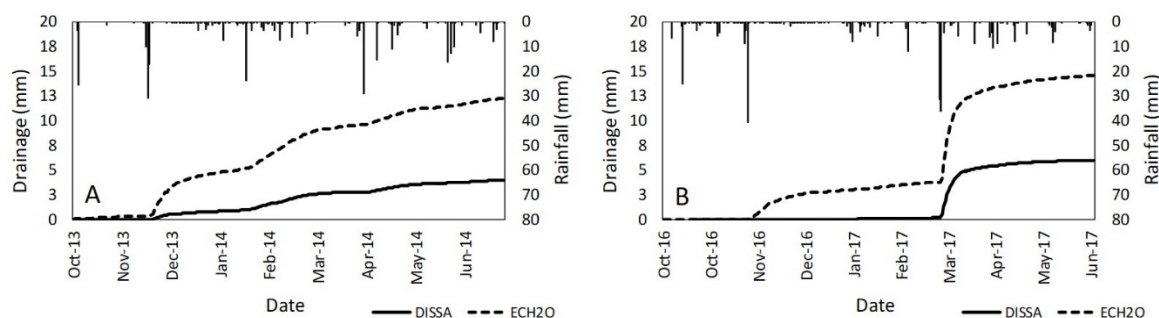 20
18
15
13
10
8
5
3
0
Drainage (mm)
A
0
10
20
30
40
50
60
70
80
Rainfall (mm)
Oct-13
Nov-13
Dec-13
Jan-14
Feb-14
Mar-14
Apr-14
May-14
Jun-14
Date
DISSA ECH2O
20
18
15
13
10
8
5
3
0
Drainage (mm)
B
0
10
20
30
40
50
60
70
80
Rainfall (mm)
Oct-16
Oct-16
Nov-16
Dec-16
Jan-17
Feb-17
Mar-17
Apr-17
May-17
Jun-17
Date
DISSA ECH2O